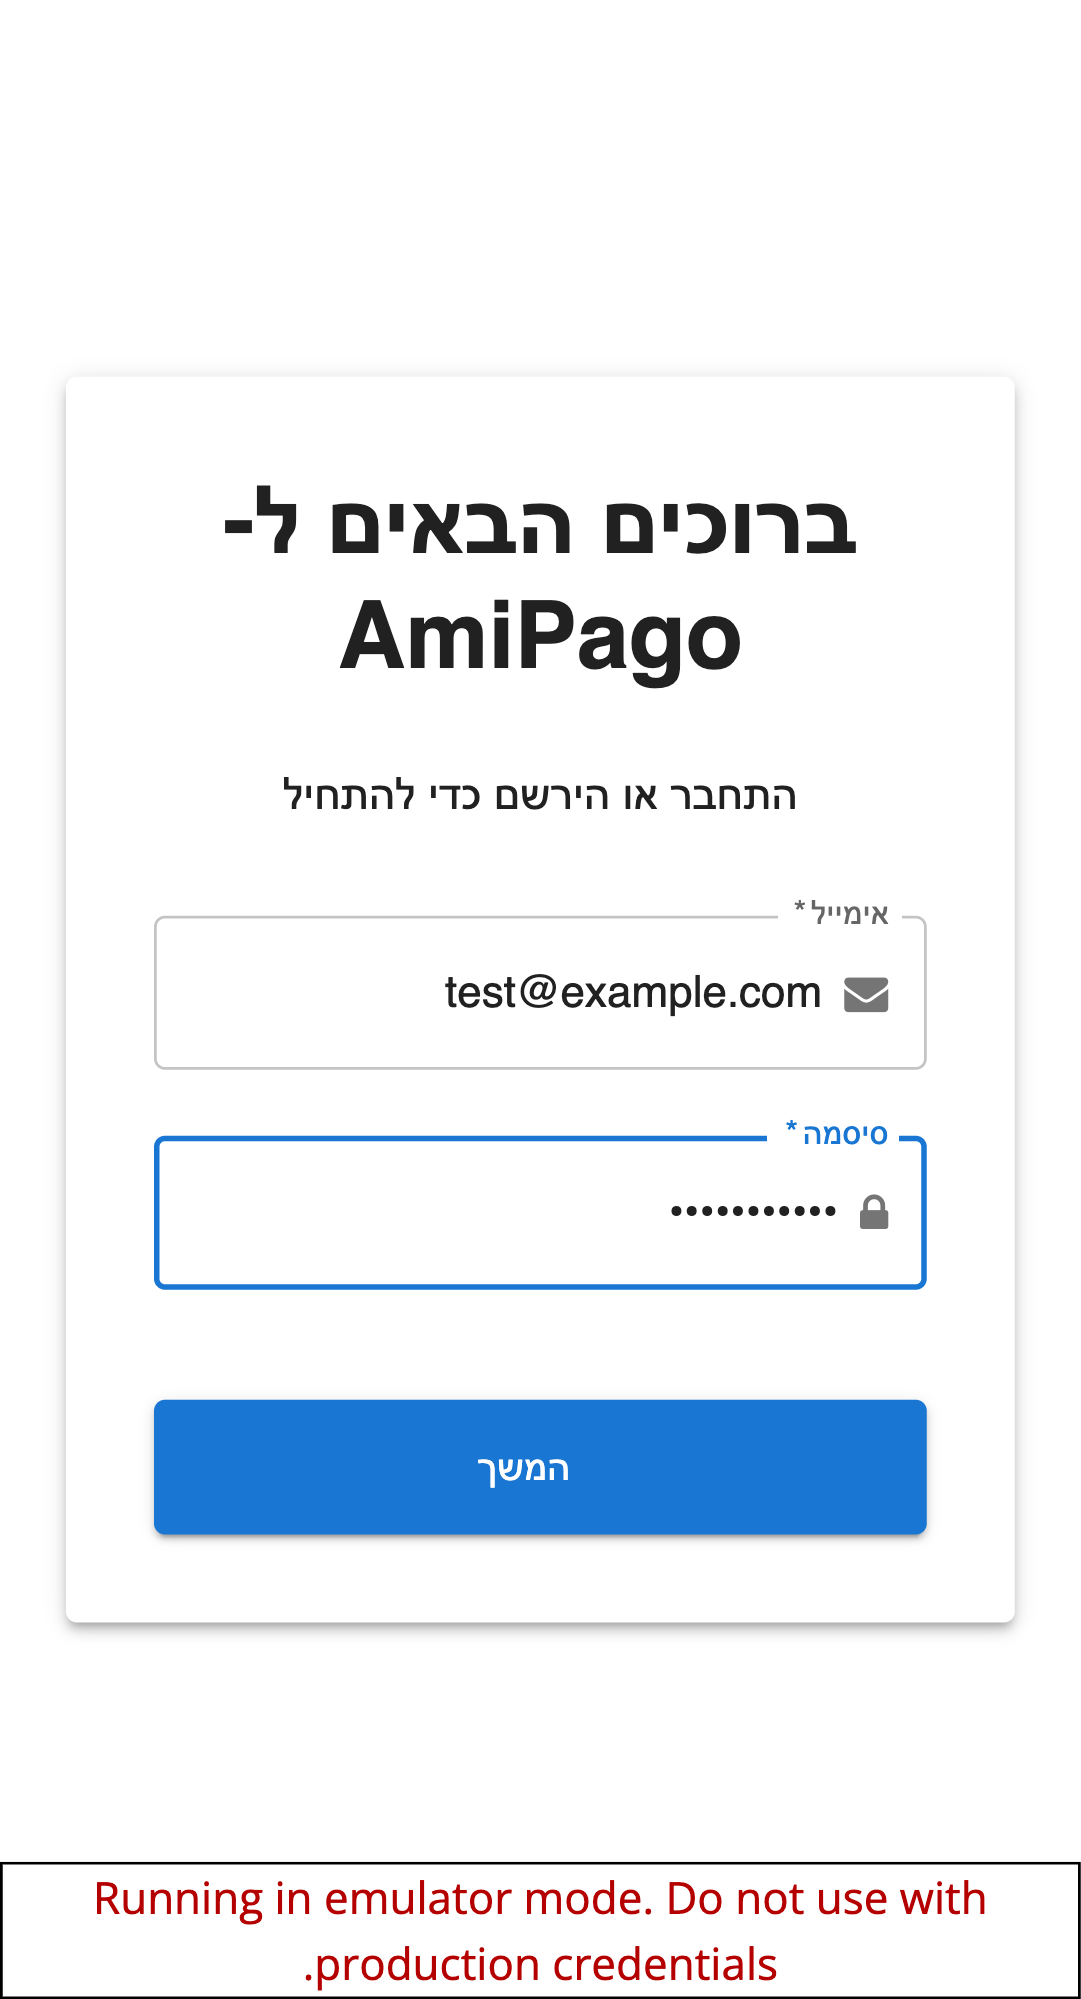 ברוכים הבאים ל-
AmiPago
התחבר או הירשם כדי להתחיל
אימייל *
test@example.com
סיסמה *
•••••••••••
המשך
Running in emulator mode. Do not use with
.production credentials